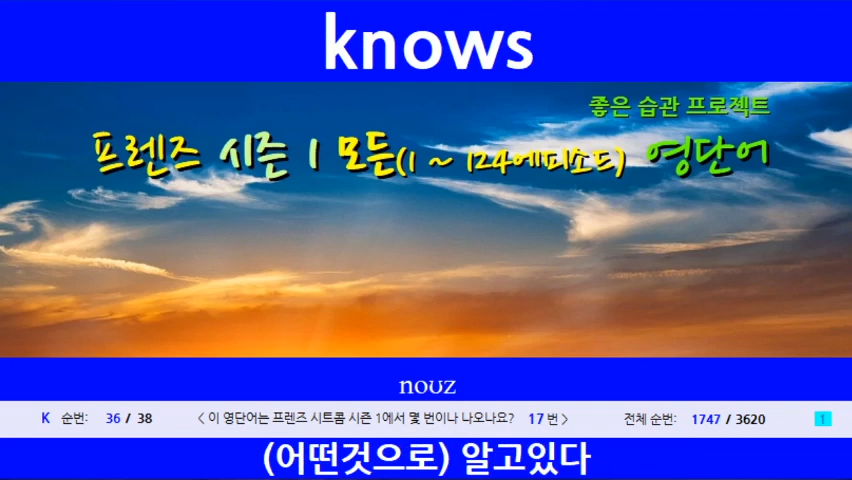 knows
좋은 습관 프로젝트
프렌즈 시즌 1 모든(1 ~ 124에피소드) 영단어
noʊz
K 순번: 36 / 38 < 이 영단어는 프렌즈 시트콤 시즌 1에서 몇 번이나 나오나요? 17 번 > 전체 순번: 1747 / 3620 1
(어떤것으로) 알고있다